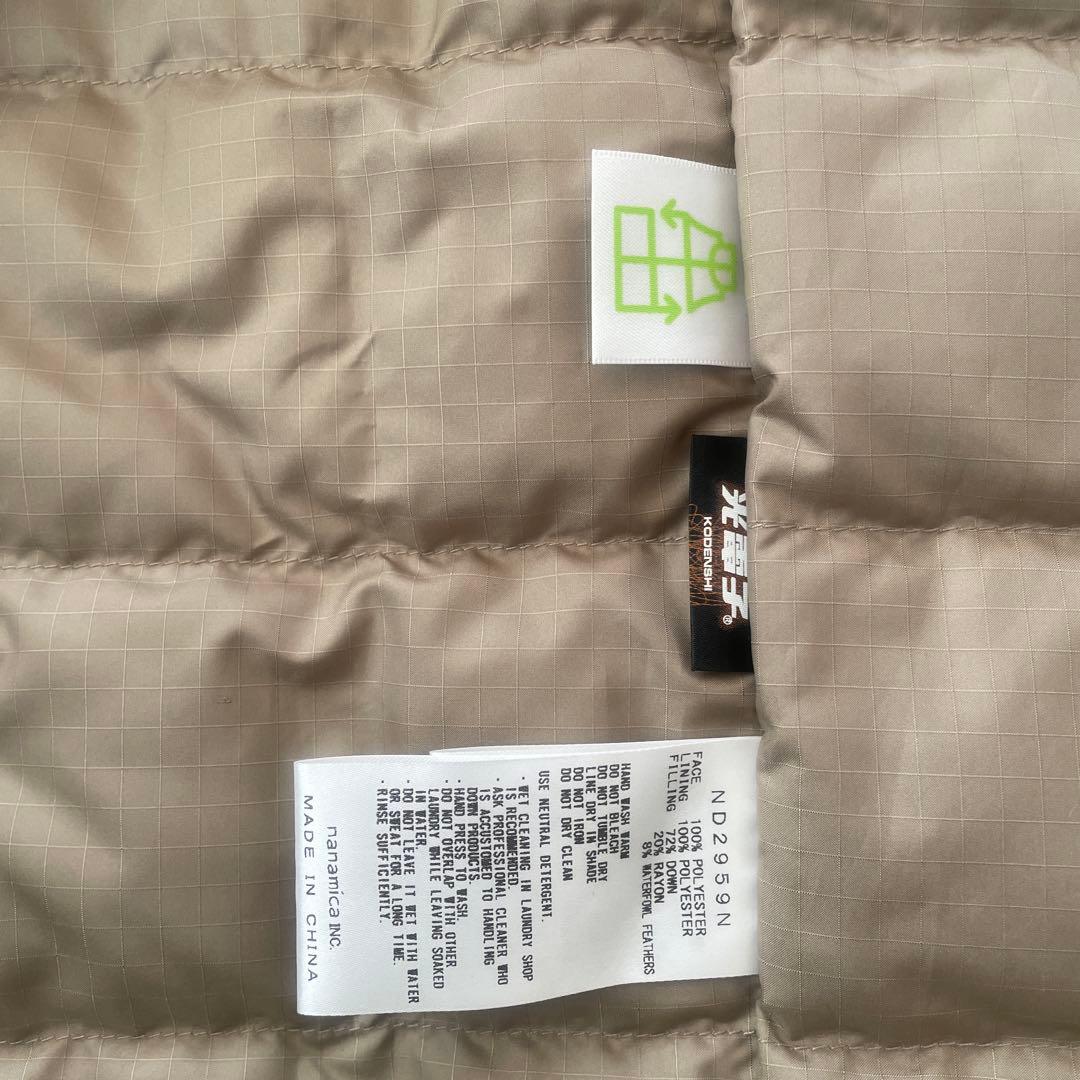 光電子®
KODENSHI
ND2959N
FACE 100% POLYESTER
LINING 100% POLYESTER
FILLING 72% DOWN
20% RAYON
8% WATERFOWL FEATHERS
HAND WASH WARM
DO NOT BLEACH
DO NOT TUMBLE DRY
LINE DRY IN SHADE
DO NOT IRON
DO NOT DRY CLEAN
USE NEUTRAL DETERGENT.
・WET CLEANING IN LAUNDRY SHOP
IS RECOMMENDED.
・ASK PROFESSIONAL CLEANER WHO
IS ACCUSTOMED TO HANDLING
DOWN PRODUCTS.
・HAND PRESS TO WASH.
・DO NOT OVERLAP WITH OTHER
LAUNDRY WHILE LEAVING SOAKED
IN WATER.
・DO NOT LEAVE IT WET WITH WATER
OR SWEAT FOR A LONG TIME.
・RINSE SUFFICIENTLY.
nanamica INC.
MADE IN CHINA